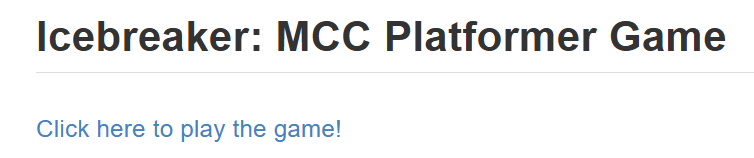 Icebreaker: MCC Platformer Game
Click here to play the game!